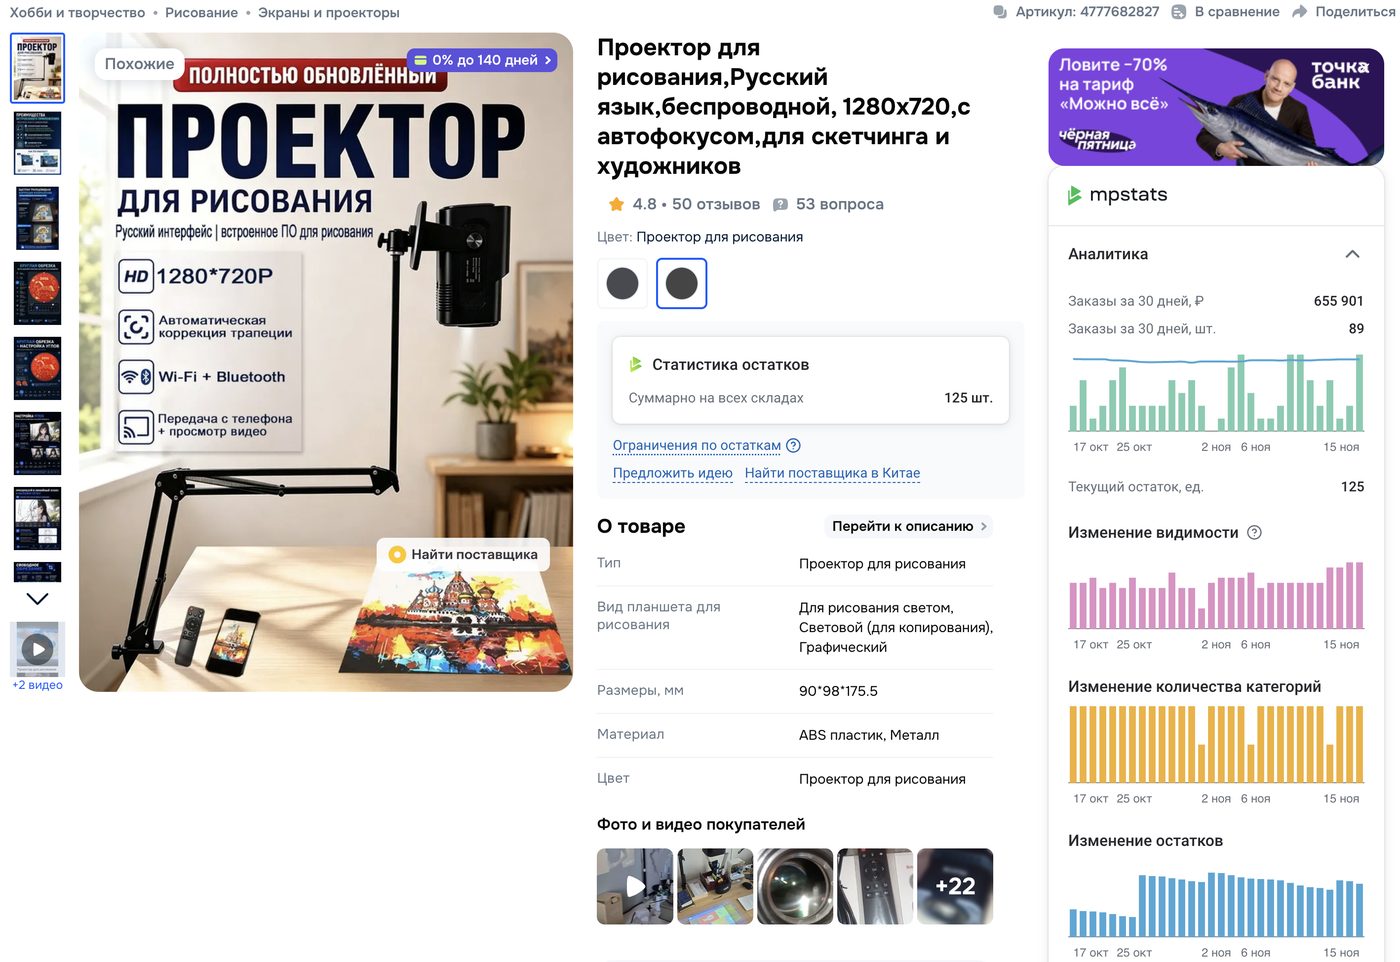 Хобби и творчество • Рисование • Экраны и проекторы
Артикул: 4777682827 В сравнение Поделиться
Похожие
0% до 140 дней
ПОЛНОСТЬЮ ОБНОВЛЁННЫЙ
ПРОЕКТОР
ДЛЯ РИСОВАНИЯ
Русский интерфейс | встроенное ПО для рисования
HD 1280*720P
Автоматическая
коррекция трапеции
Wi-Fi + Bluetooth
Передача с телефона
+ просмотр видео
Найти поставщика
+2 видео
Проектор для
рисования,Русский
язык,беспроводной, 1280x720,с
автофокусом,для скетчинга и
художников
4.8 • 50 отзывов 53 вопроса
Цвет: Проектор для рисования
Статистика остатков
Суммарно на всех складах 125 шт.
Ограничения по остаткам
Предложить идею Найти поставщика в Китае
О товаре
Перейти к описанию
Тип Проектор для рисования
Вид планшета для
рисования
Для рисования светом,
Световой (для копирования),
Графический
Размеры, мм 90*98*175.5
Материал ABS пластик, Металл
Цвет Проектор для рисования
Фото и видео покупателей
+22
Ловите –70%
на тариф
«Можно всё»
чёрная
пятница
точка
банк
mpstats
Аналитика
Заказы за 30 дней, ₽ 655 901
Заказы за 30 дней, шт. 89
17 окт 25 окт 2 ноя 6 ноя 15 ноя
Текущий остаток, ед. 125
Изменение видимости
17 окт 25 окт 2 ноя 6 ноя 15 ноя
Изменение количества категорий
17 окт 25 окт 2 ноя 6 ноя 15 ноя
Изменение остатков
17 окт 25 окт 2 ноя 6 ноя 15 ноя